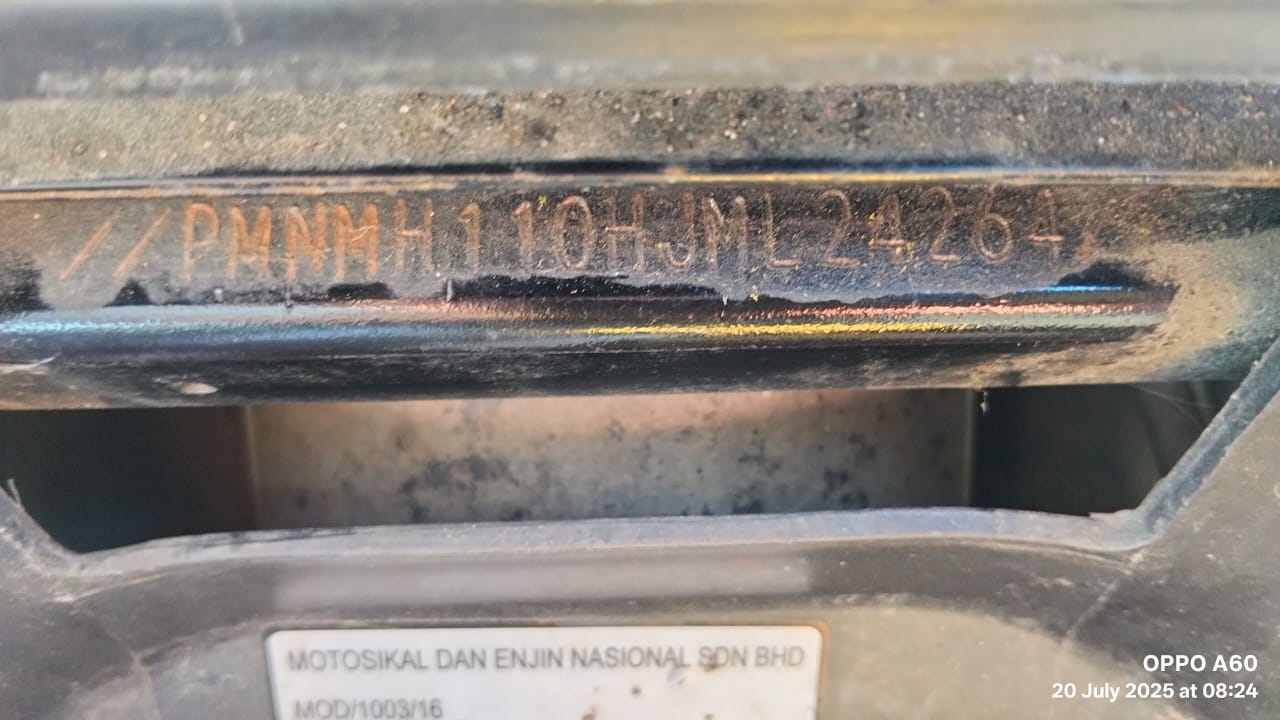 //PMNMH110HJML24264
MOTOSIKAL DAN ENJIN NASIONAL SDN BHD
MOD/1003/16
OPPO A60
20 July 2025 at 08:24